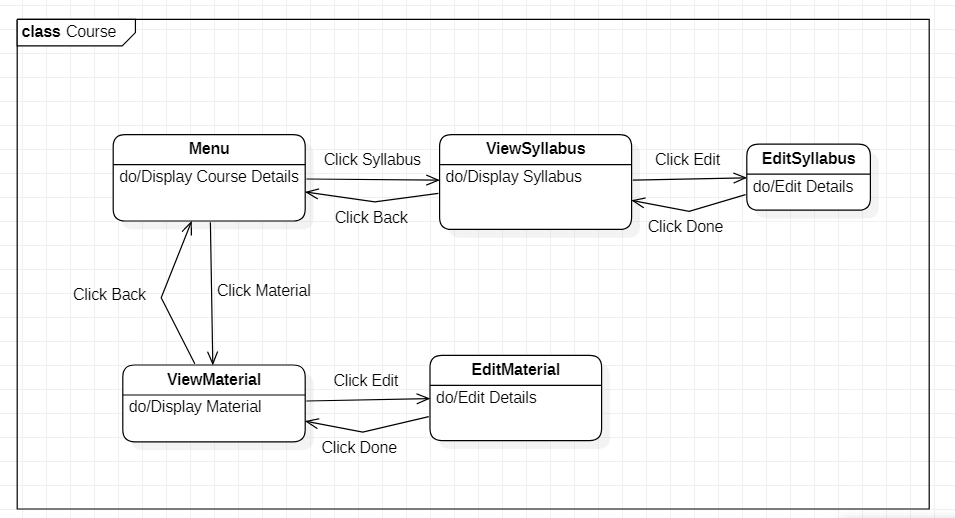 class Course
Menu
do/Display Course Details
Click Syllabus
Click Back
ViewSyllabus
do/Display Syllabus
Click Edit
Click Done
EditSyllabus
do/Edit Details
Click Back
Click Material
ViewMaterial
do/Display Material
Click Edit
Click Done
EditMaterial
do/Edit Details